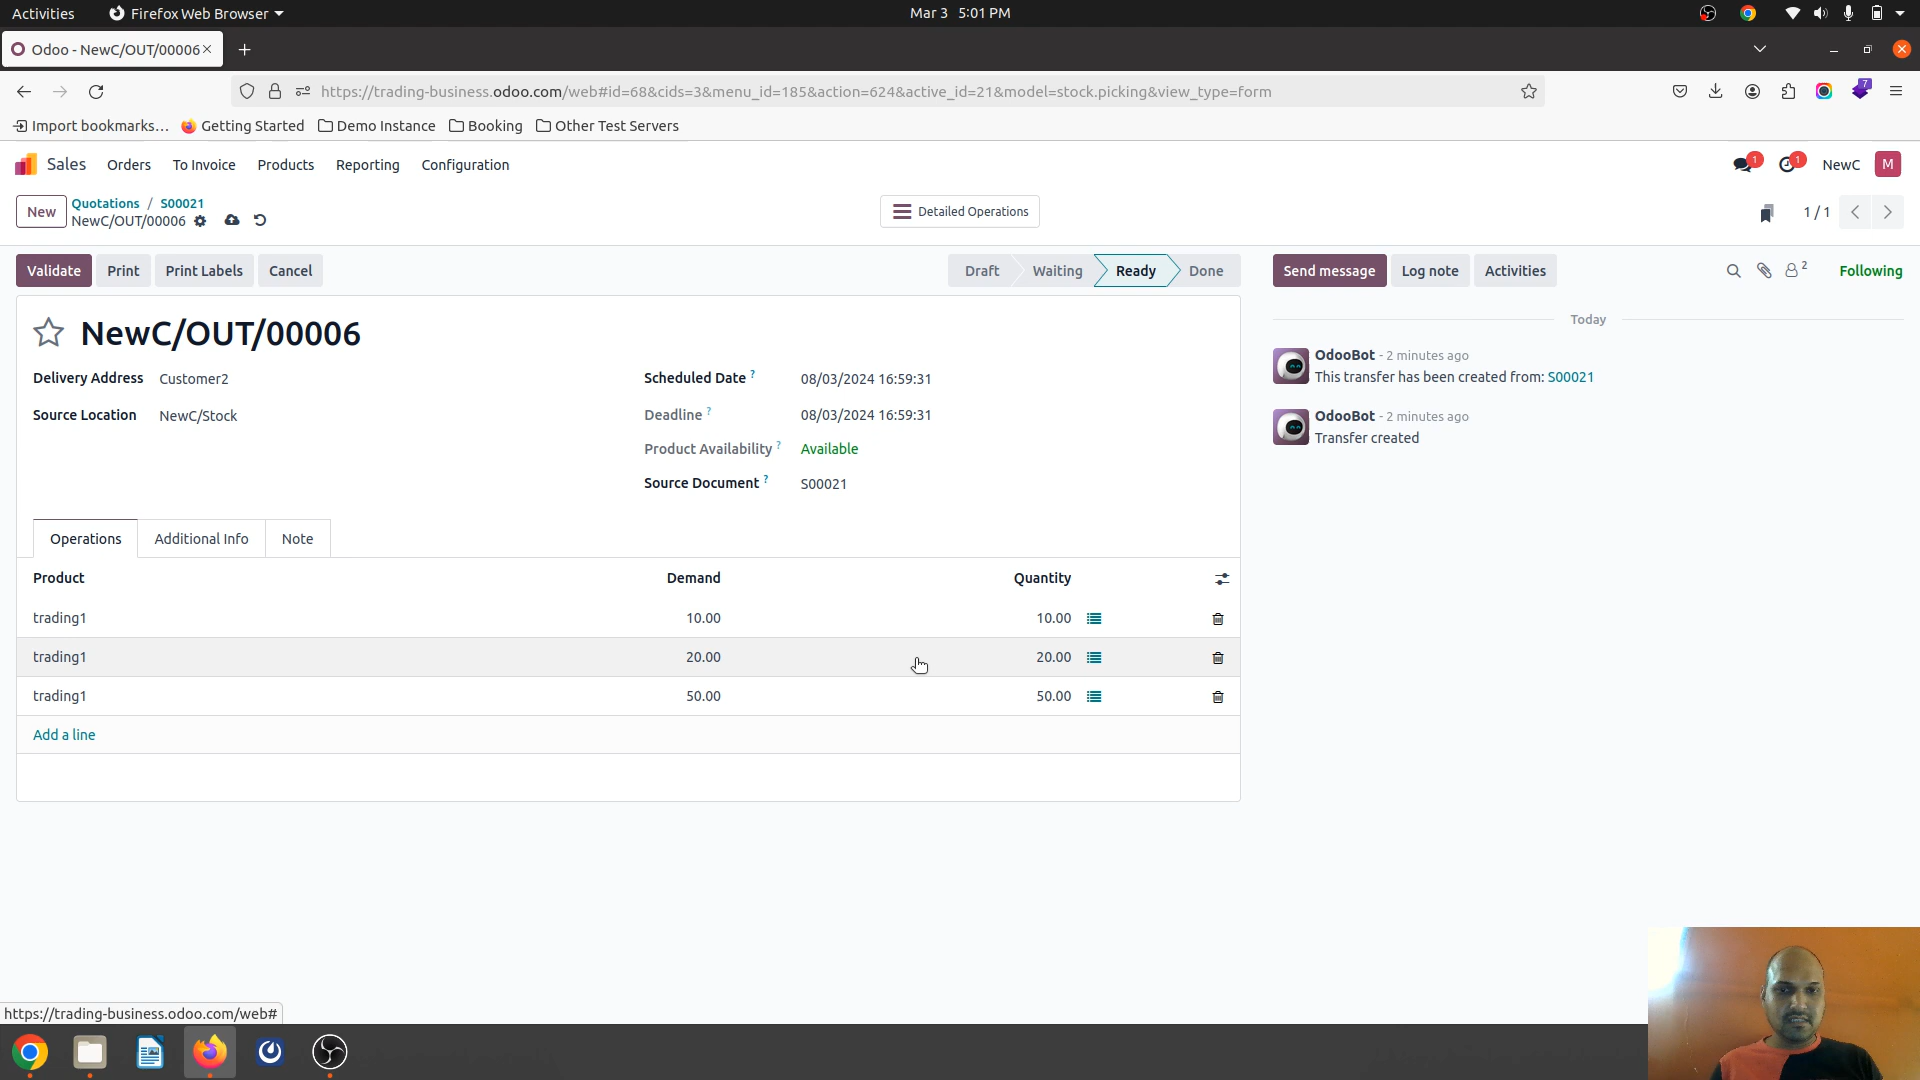 Activities
Firefox Web Browser
Mar 3 5:01 PM
Odoo - NewC/OUT/00006
https://trading-business.odoo.com/web#id=68&cids=3&menu_id=185&action=624&active_id=21&model=stock.picking&view_type=form
7
Import bookmarks...
Getting Started
Demo Instance
Booking
Other Test Servers
Sales
Orders
To Invoice
Products
Reporting
Configuration
1
1
NewC
M
New
Quotations / S00021
NewC/OUT/00006
Detailed Operations
1 / 1
Validate
Print
Print Labels
Cancel
Draft
Waiting
Ready
Done
Send message
Log note
Activities
2
Following
NewC/OUT/00006
Delivery Address Customer2
Source Location NewC/Stock
Scheduled Date ? 08/03/2024 16:59:31
Deadline ? 08/03/2024 16:59:31
Product Availability ? Available
Source Document ? S00021
Today
OdooBot - 2 minutes ago
This transfer has been created from: S00021
OdooBot - 2 minutes ago
Transfer created
Operations
Additional Info
Note
Product Demand Quantity
trading1 10.00 10.00
trading1 20.00 20.00
trading1 50.00 50.00
Add a line
https://trading-business.odoo.com/web#